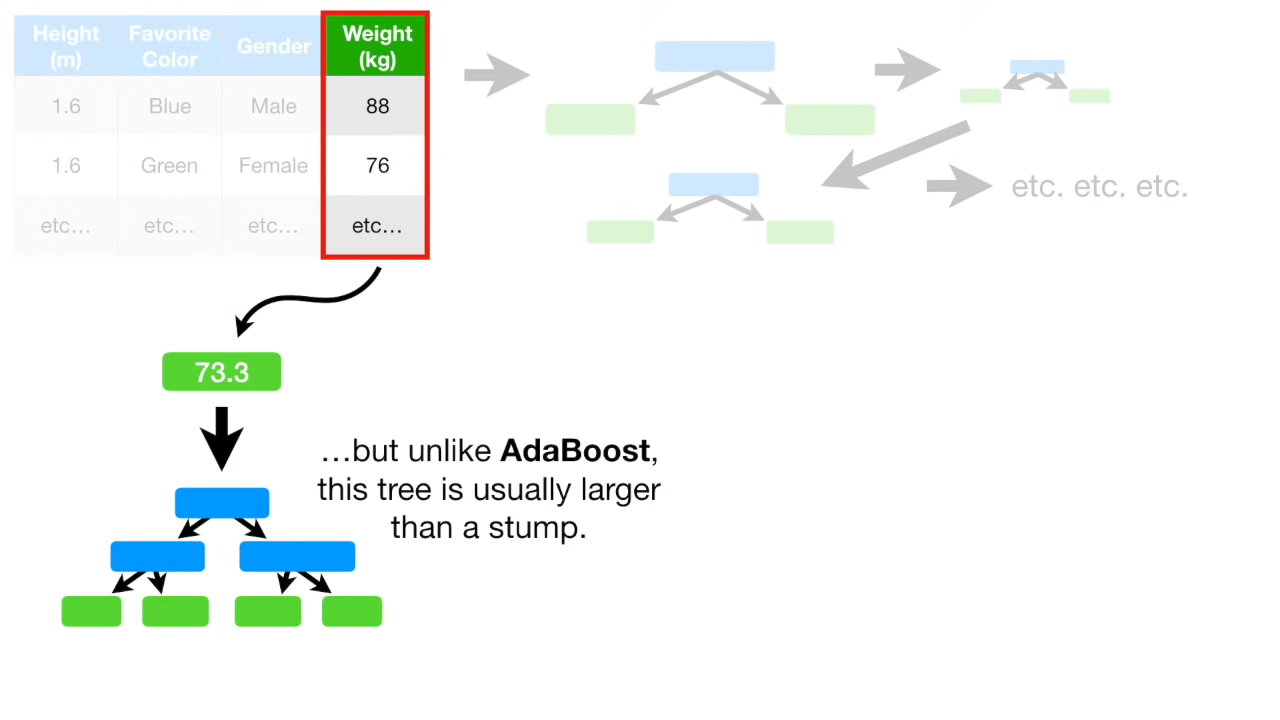 Height (m) Favorite Color Gender Weight (kg)
1.6 Blue Male 88
1.6 Green Female 76
etc… etc… etc… etc…
etc. etc. etc.
73.3
…but unlike AdaBoost,
this tree is usually larger
than a stump.